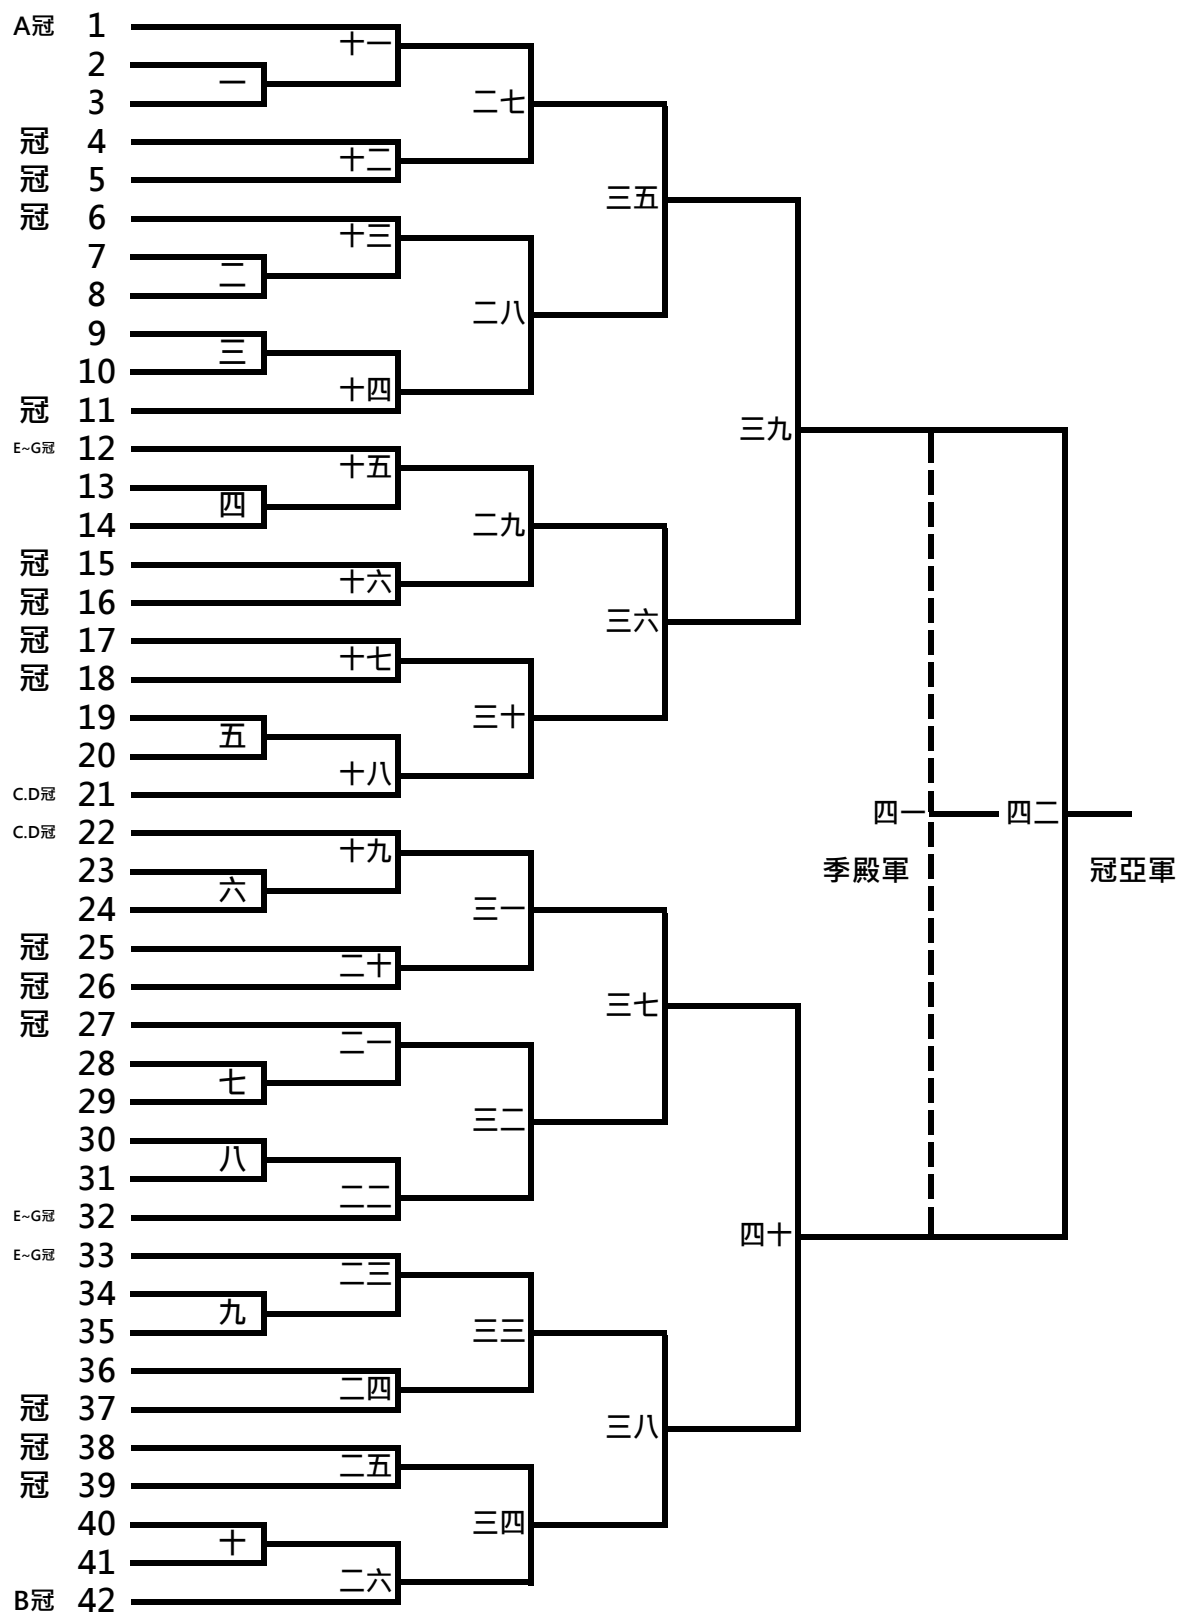 A冠 1
十一
2
一
3
二七
冠 4
十二
冠 5
三五
冠 6
十三
7
二
8
二八
9
三
10
十四
冠 11
三九
E~G冠 12
十五
13
四
14
二九
冠 15
十六
冠 16
三六
冠 17
十七
冠 18
19
三十
五
20
十八
C.D冠 21
四一 四二
C.D冠 22
十九
季殿軍 冠亞軍
23
六
24
三一
冠 25
二十
冠 26
三七
冠 27
二一
28
七
29
三二
30
八
31
二二
E~G冠 32
四十
E~G冠 33
二三
34
九
35
三三
36
二四
冠 37
三八
冠 38
二五
冠 39
三四
40
十
41
二六
B冠 42